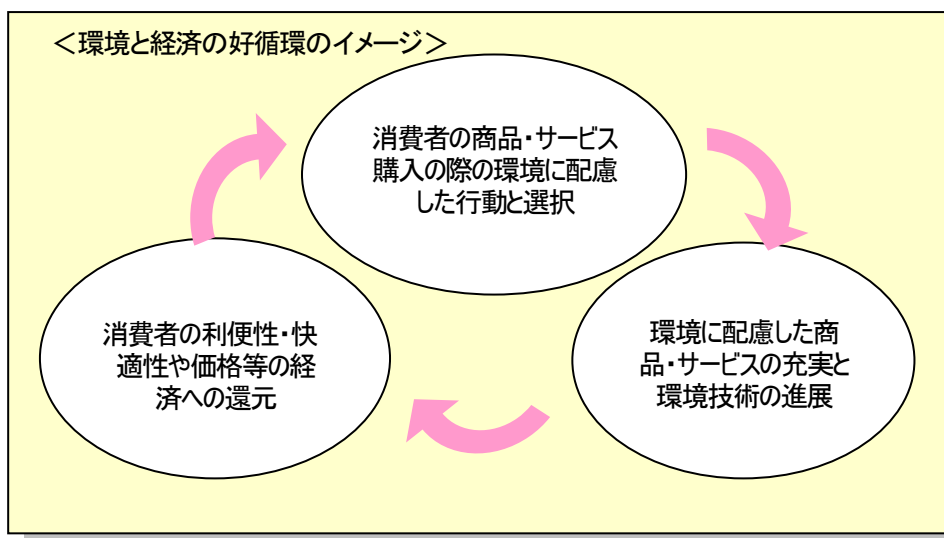 ＜環境と経済の好循環のイメージ＞
消費者の商品・サービス
購入の際の環境に配慮
した行動と選択
消費者の利便性・快
適性や価格等の経
済への還元
環境に配慮した商
品・サービスの充実と
環境技術の進展